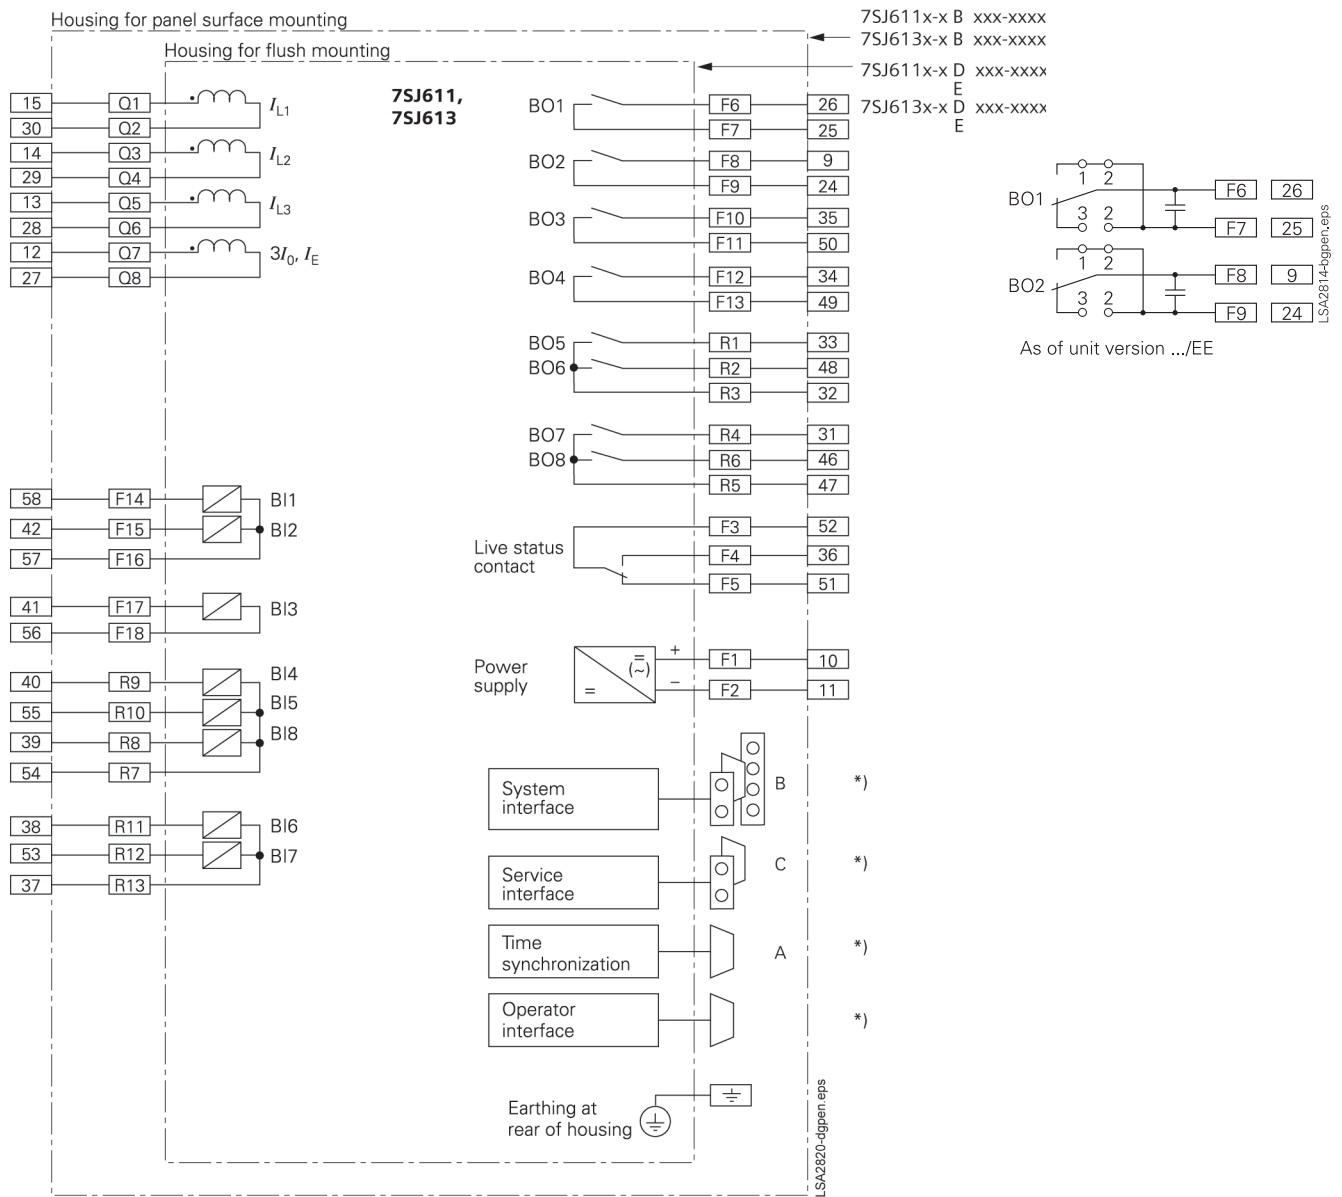 Housing for panel surface mounting
Housing for flush mounting
7SJ611x-x B xxx-xxxx
7SJ613x-x B xxx-xxxx
7SJ611x-x D xxx-xxxx
E
7SJ613x-x D xxx-xxxx
E
7SJ611,
7SJ613
15 Q1 I L1
30 Q2
14 Q3 I L2
29 Q4
13 Q5 I L3
28 Q6
12 Q7 3I0, IE
27 Q8
58 F14 BI1
42 F15 BI2
57 F16
41 F17 BI3
56 F18
40 R9 BI4
55 R10 BI5
39 R8 BI8
54 R7
38 R11 BI6
53 R12 BI7
37 R13
BO1 F6 26
F7 25
BO2 F8 9
F9 24
BO3 F10 35
F11 50
BO4 F12 34
F13 49
BO5 R1 33
BO6 R2 48
R3 32
BO7 R4 31
BO8 R6 46
R5 47
F3 52
Live status
contact
F4 36
F5 51
Power
supply
= (~) =
+ F1 10
– F2 11
System
interface
B *)
Service
interface
C *)
Time
synchronization
A *)
Operator
interface
*)
Earthing at
rear of housing
LSA2820-dgpen.eps
BO1
1 2
3 2
F6 26
F7 25
BO2
1 2
3 2
F8 9
F9 24
As of unit version .../EE
LSA2814-bgpen.eps